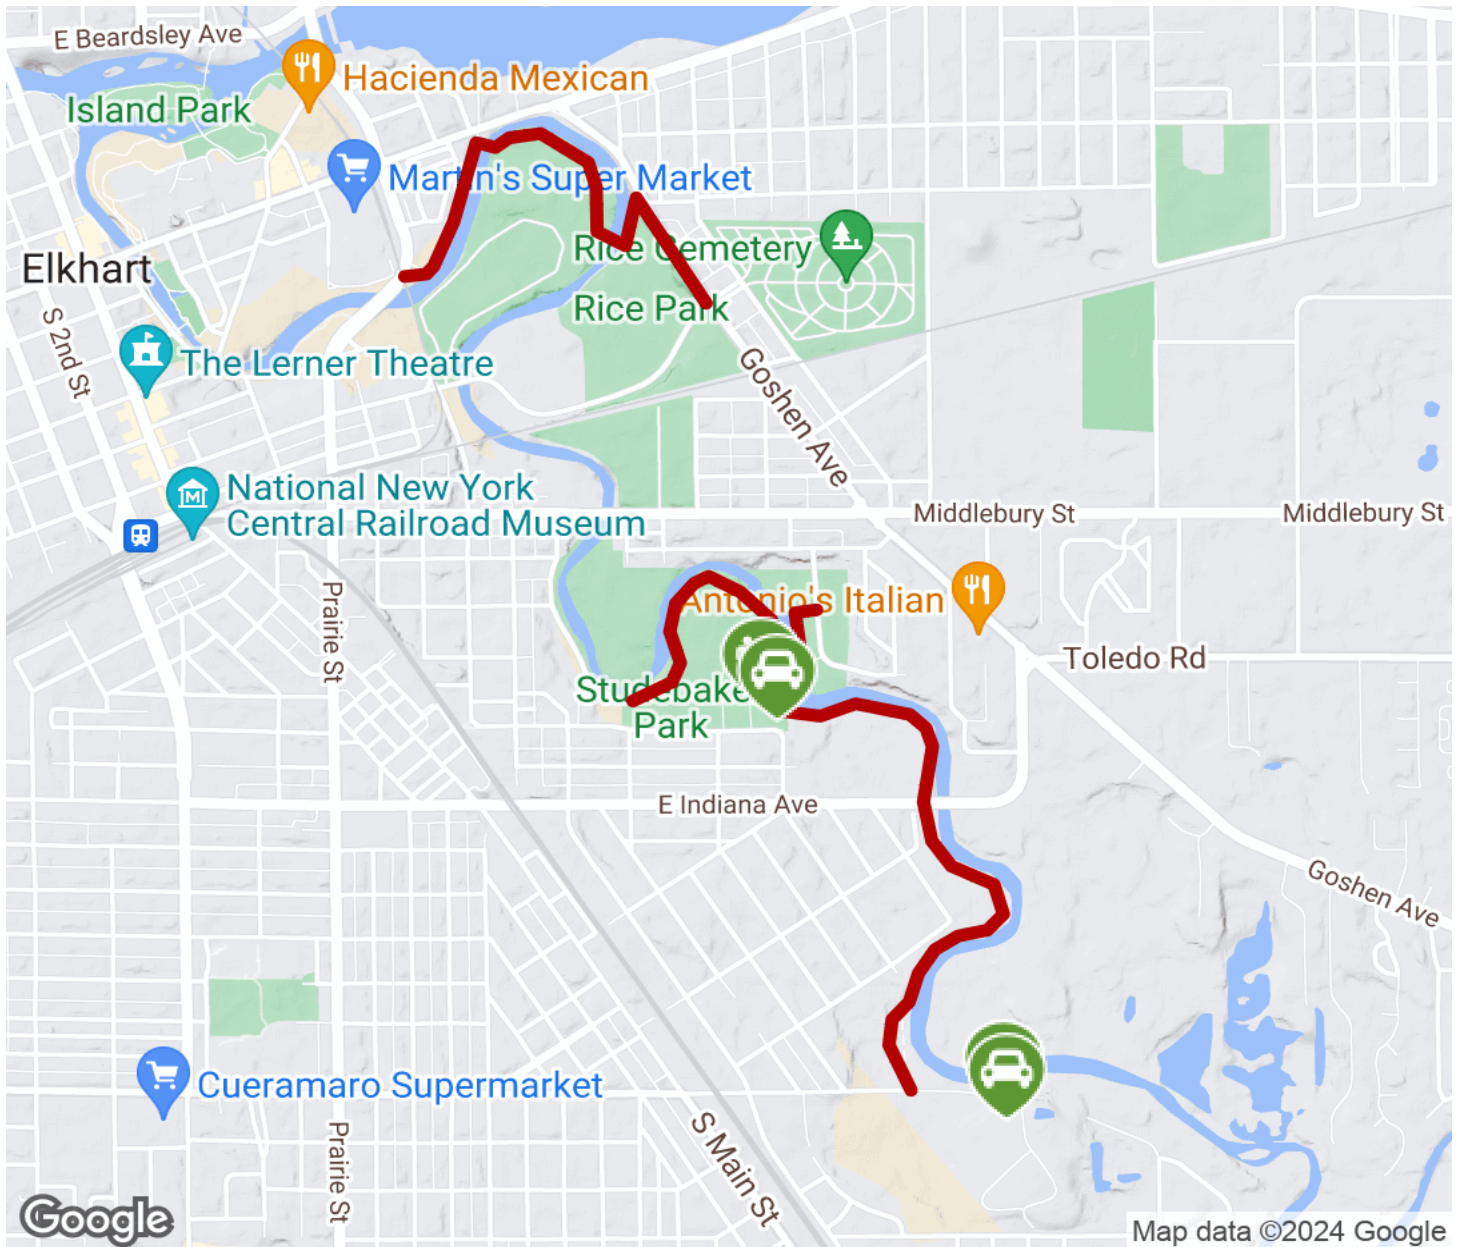 E Beardsley Ave
Hacienda Mexican
Island Park
Martin's Super Market
Rice Cemetery
Elkhart
Rice Park
S 2nd St
The Lerner Theatre
Goshen Ave
National New York
Central Railroad Museum
M
Middlebury St
Middlebury St
Prairie St
Antonio's Italian
Toledo Rd
Studebake
Park
E Indiana Ave
Goshen Ave
Cueramaro Supermarket
Prairie St
S Main St
Google
Map data ©2024 Google